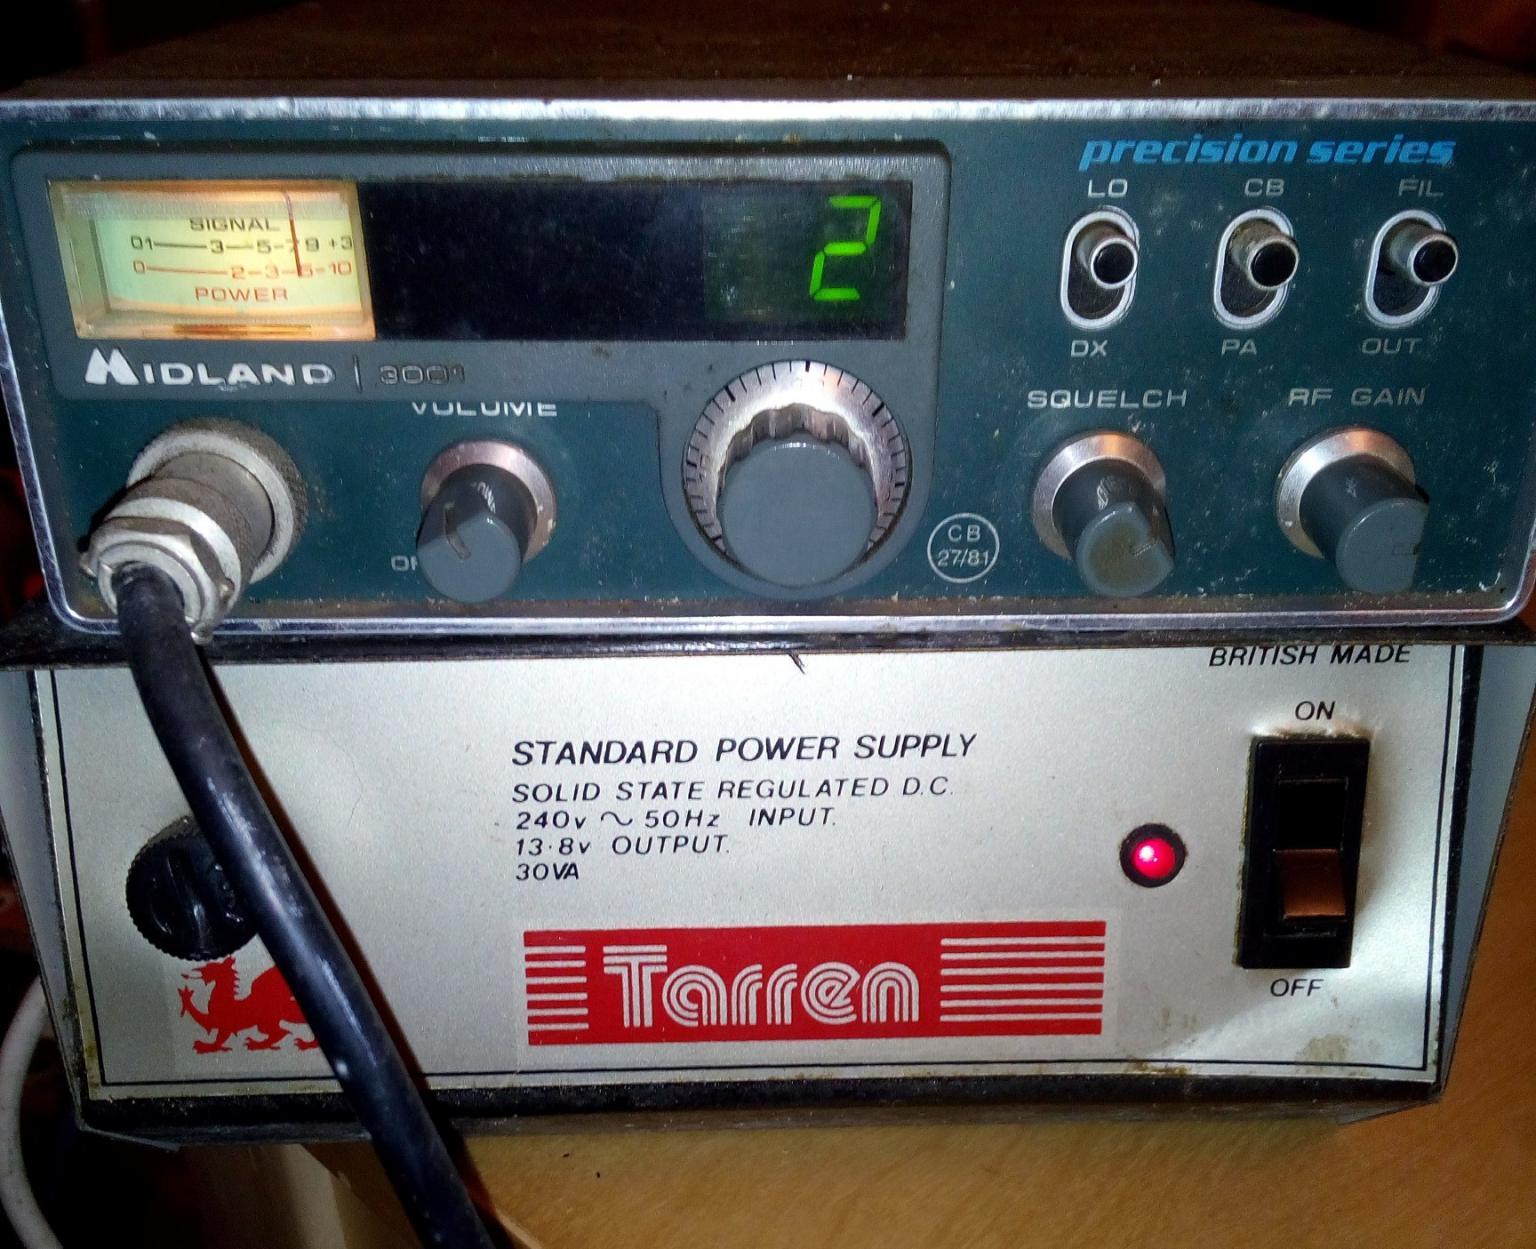 precision series
LO CB FIL
SIGNAL
01 3 5 7 9 +3
0 2 3 5 10
POWER
2
DX PA OUT
MIDLAND 3001
VOLUME
SQUELCH RF GAIN
CB
27/81
BRITISH MADE
ON
STANDARD POWER SUPPLY
SOLID STATE REGULATED D.C.
240v ~ 50Hz INPUT.
13·8v OUTPUT.
30VA
Tarren
OFF